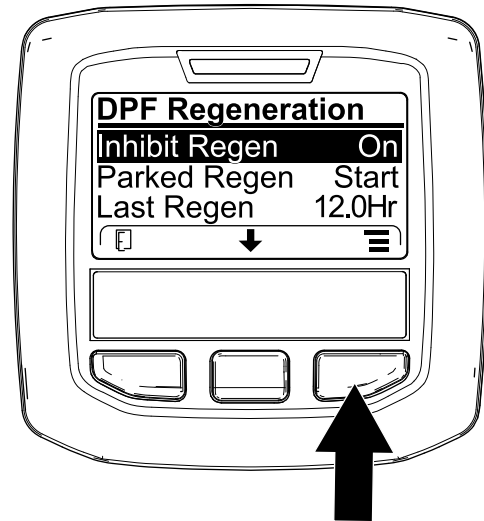 DPF Regeneration
Inhibit Regen On
Parked Regen Start
Last Regen 12.0Hr